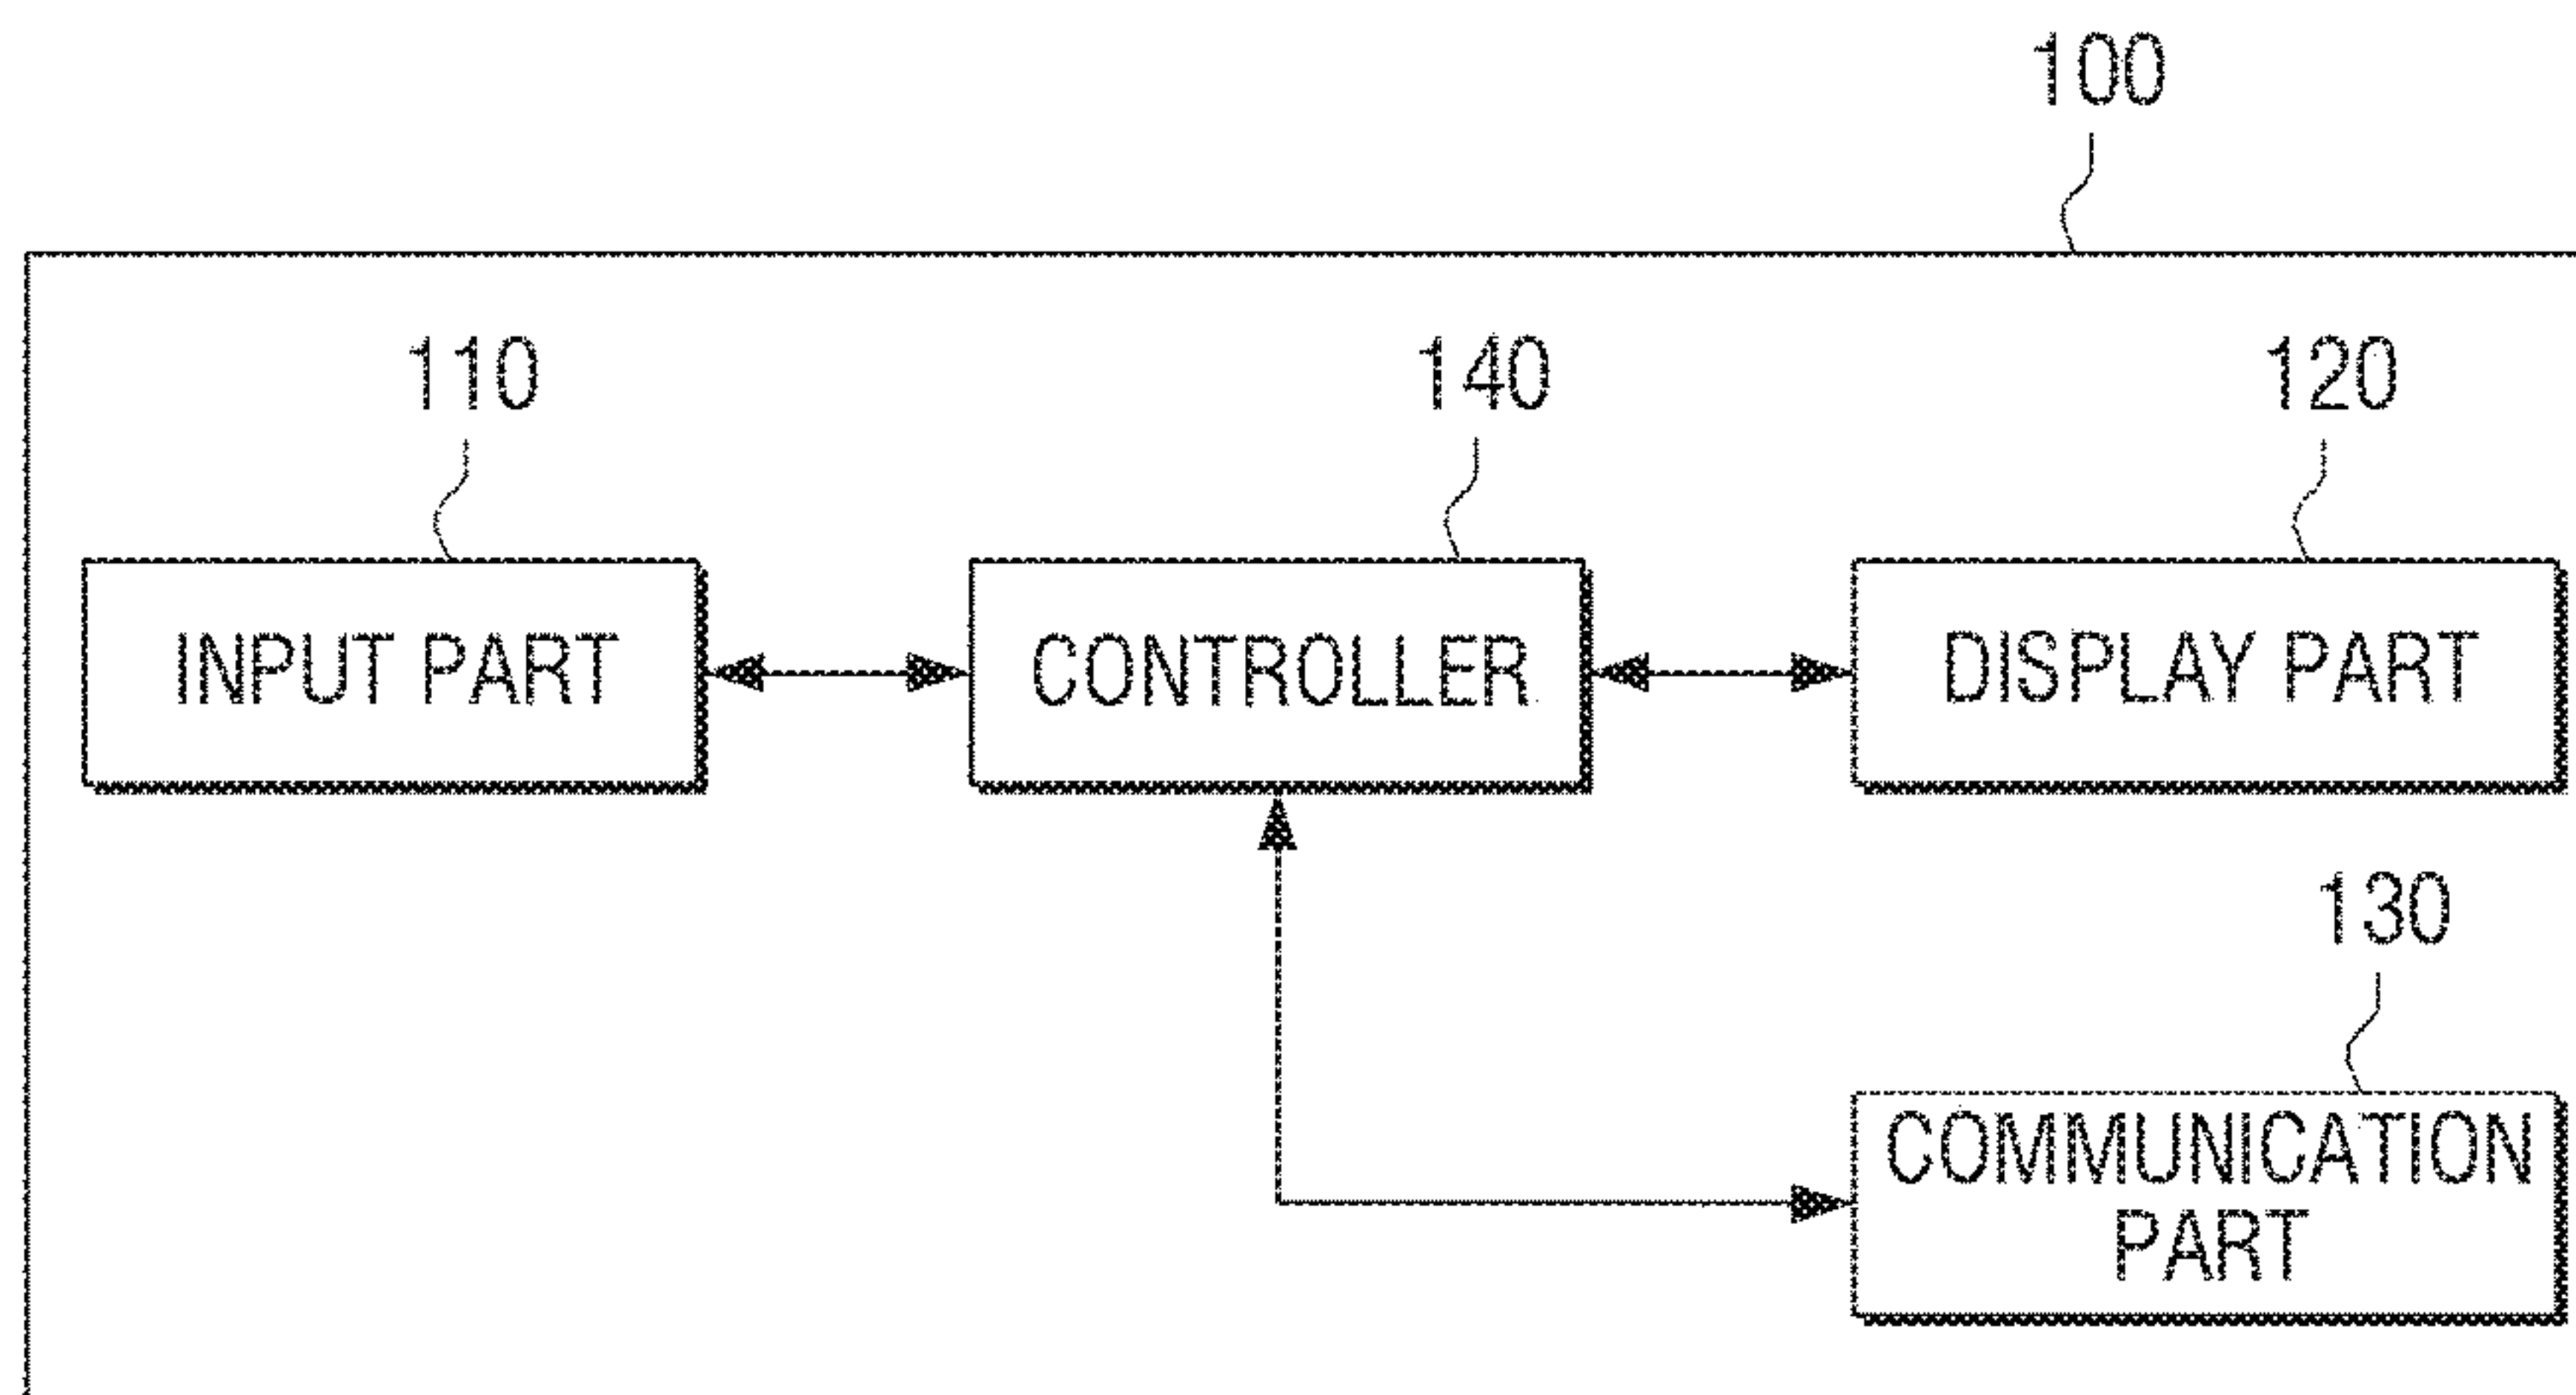 100
110
140
120
INPUT PART
CONTROLLER
DISPLAY PART
130
COMMUNICATION
PART